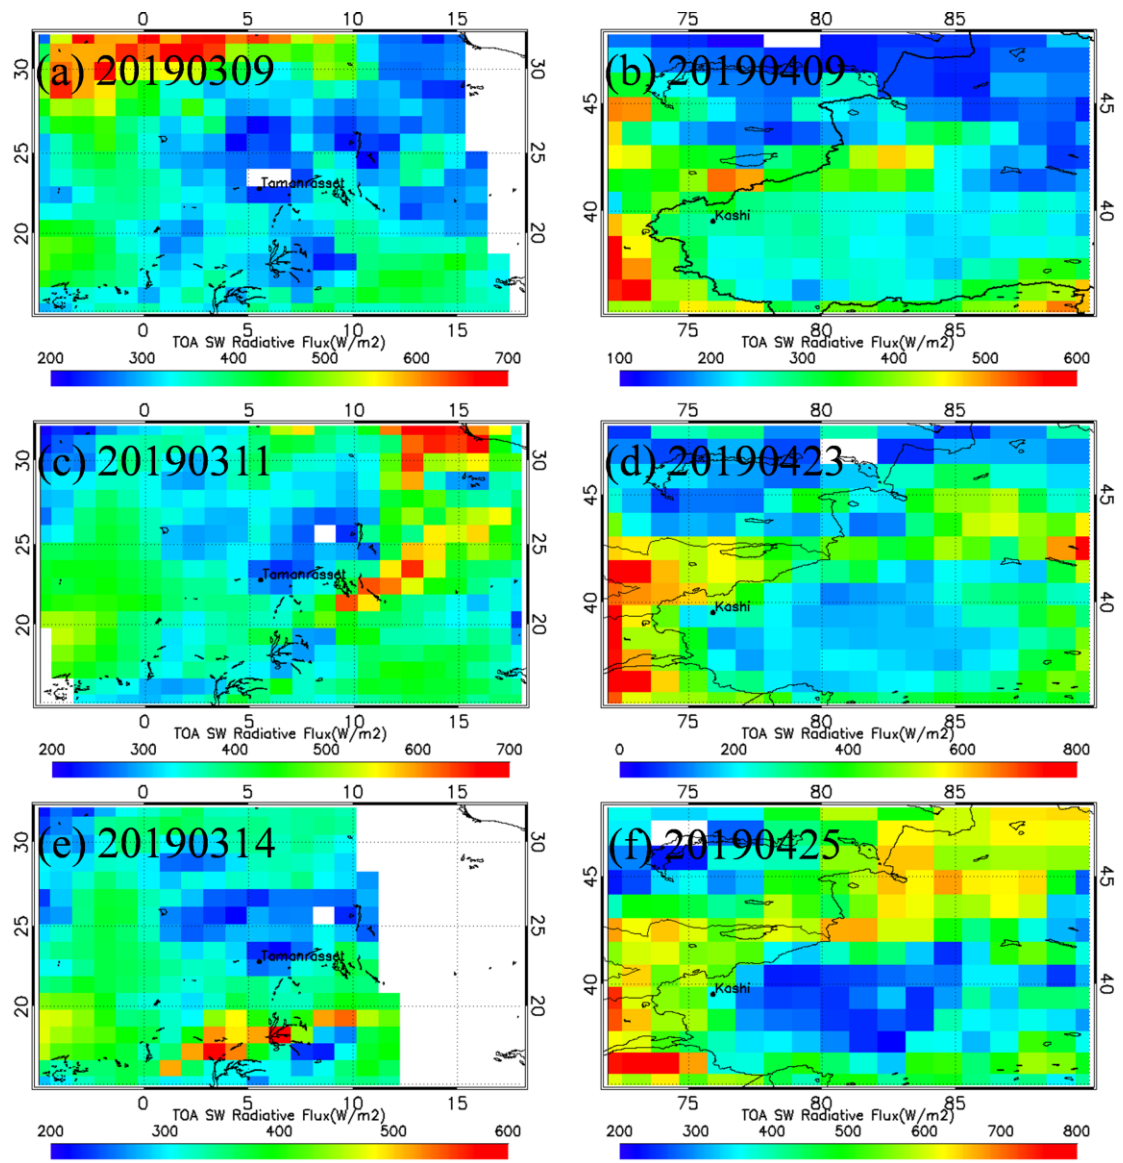 0 5 10 15
75 80 85
(a) 20190309
(b) 20190409
30
25
20
45
40
30
25
20
45
40
Tamanrasset
Kashi
0 5 10 15
75 80 85
TOA SW Radiative Flux(W/m2)
TOA SW Radiative Flux(W/m2)
200 300 400 500 600 700
100 200 300 400 500 600
0 5 10 15
75 80 85
(c) 20190311
(d) 20190423
30
25
20
45
40
30
25
20
45
40
Tamanrasset
Kashi
0 5 10 15
75 80 85
TOA SW Radiative Flux(W/m2)
TOA SW Radiative Flux(W/m2)
200 300 400 500 600 700
0 200 400 600 800
0 5 10 15
75 80 85
(e) 20190314
(f) 20190425
30
25
20
45
40
30
25
20
45
40
Tamanrasset
Kashi
0 5 10 15
75 80 85
TOA SW Radiative Flux(W/m2)
TOA SW Radiative Flux(W/m2)
200 300 400 500 600
200 300 400 500 600 700 800